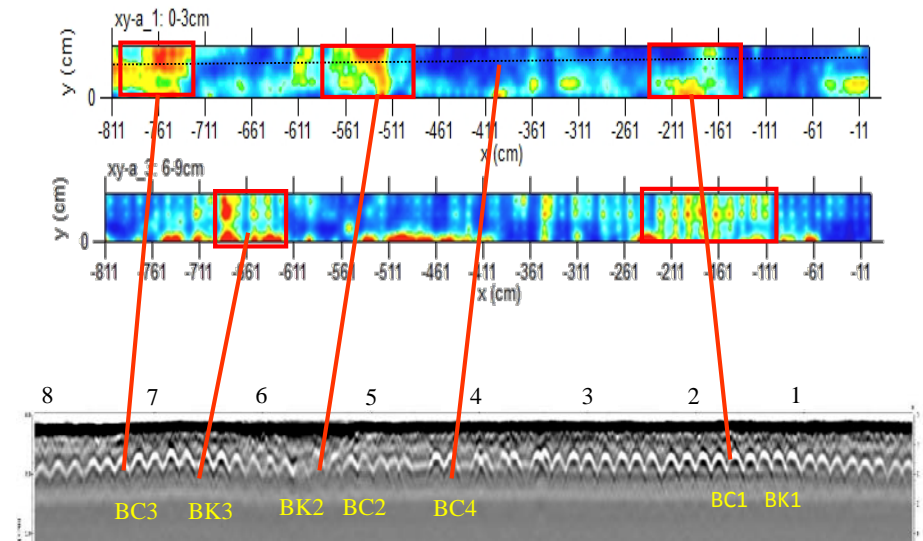 xy-a_1: 0-3cm
y (cm)
0
-811 -761 -711 -661 -611 -561 -511 -461 -411 -361 -311 -261 -211 -161 -111 -61 -11
x (cm)
xy-a_3: 6-9cm
y (cm)
0
-811 -761 -711 -661 -611 -561 -511 -461 -411 -361 -311 -261 -211 -161 -111 -61 -11
x (cm)
8 7 6 5 4 3 2 1
BC3 BK3 BK2 BC2 BC4 BC1 BK1